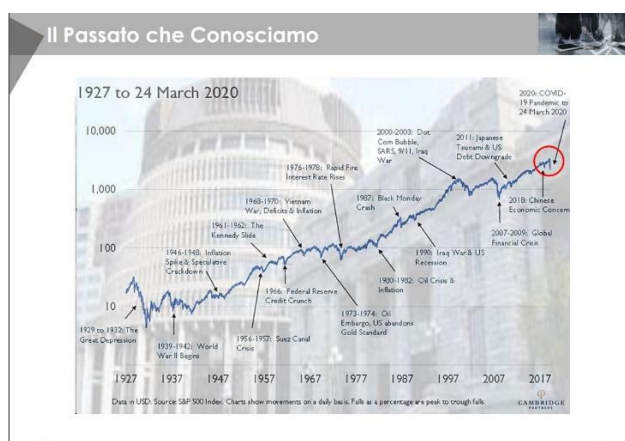 Il Passato che Conosciamo
1927 to 24 March 2020
2020: COVID-
19 Pandemic to
24 March 2020
2000-2003: Dot
Com Bubble,
SARS, 9/11, Iraq
War
2011: Japanese
Tsunami & US
Debt Downgrade
10,000
1976-1978: Rapid Fire
Interest Rate Rises
1,000
1968-1970: Vietnam
War, Deficits & Inflation
1987: Black Monday
Crash
2018: Chinese
Economic Concern
1961-1962: The
Kennedy Slide
2007-2009: Global
Financial Crisis
100
1946-1948: Inflation
Spike & Speculative
Crackdown
1990: Iraq War & US
Recession
1980-1982: Oil Crisis &
Inflation
1966: Federal Reserve
Credit Crunch
10
1973-1974: Oil
Embargo, US abandons
Gold Standard
1929 to 1932: The
Great Depression
1956-1957: Suez Canal
Crisis
1939-1942: World
War II Begins
1927 1937 1947 1957 1967 1977 1987 1997 2007 2017
Data in USD. Source: S&P 500 Index. Charts show movements on a daily basis. Falls as a percentage are peak to trough falls.
CAMBRIDGE
PARTNERS